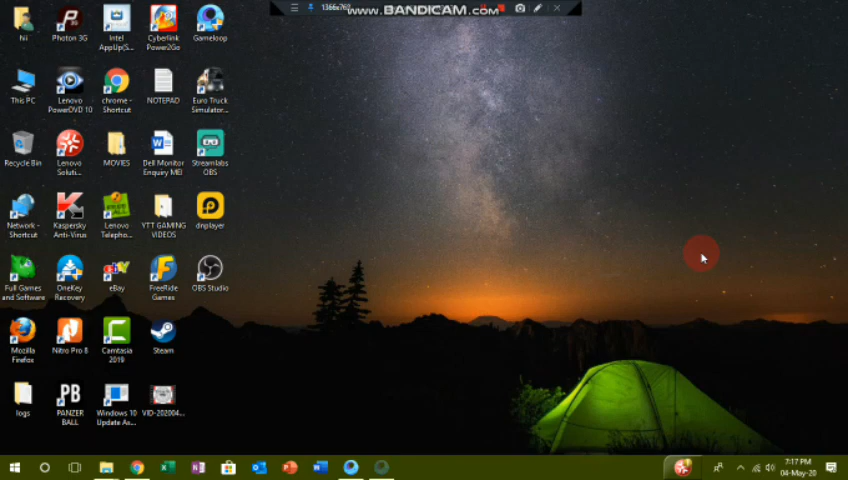 1366x768
www.BANDICAM.com
hii
Photon 3G
Intel
AppUp(S...
Cyberlink
Power2Go
Gameloop
This PC
Lenovo
PowerDVD 10
chrome -
Shortcut
NOTEPAD
Euro Truck
Simulator...
Recycle Bin
Lenovo
Soluti...
MOVIES
Dell Monitor
Enquiry MEI
Streamlabs
OBS
Network -
Shortcut
Kaspersky
Anti-Virus
Lenovo
Telepho...
YTT GAMING
VIDEOS
dnplayer
Full Games
and Software
OneKey
Recovery
eBay
FreeRide
Games
OBS Studio
Mozilla
Firefox
Nitro Pro 8
Camtasia
2019
Steam
logs
PB
PANZER
BALL
Windows 10
Update As...
VID-202004...
7:17 PM
04-May-20